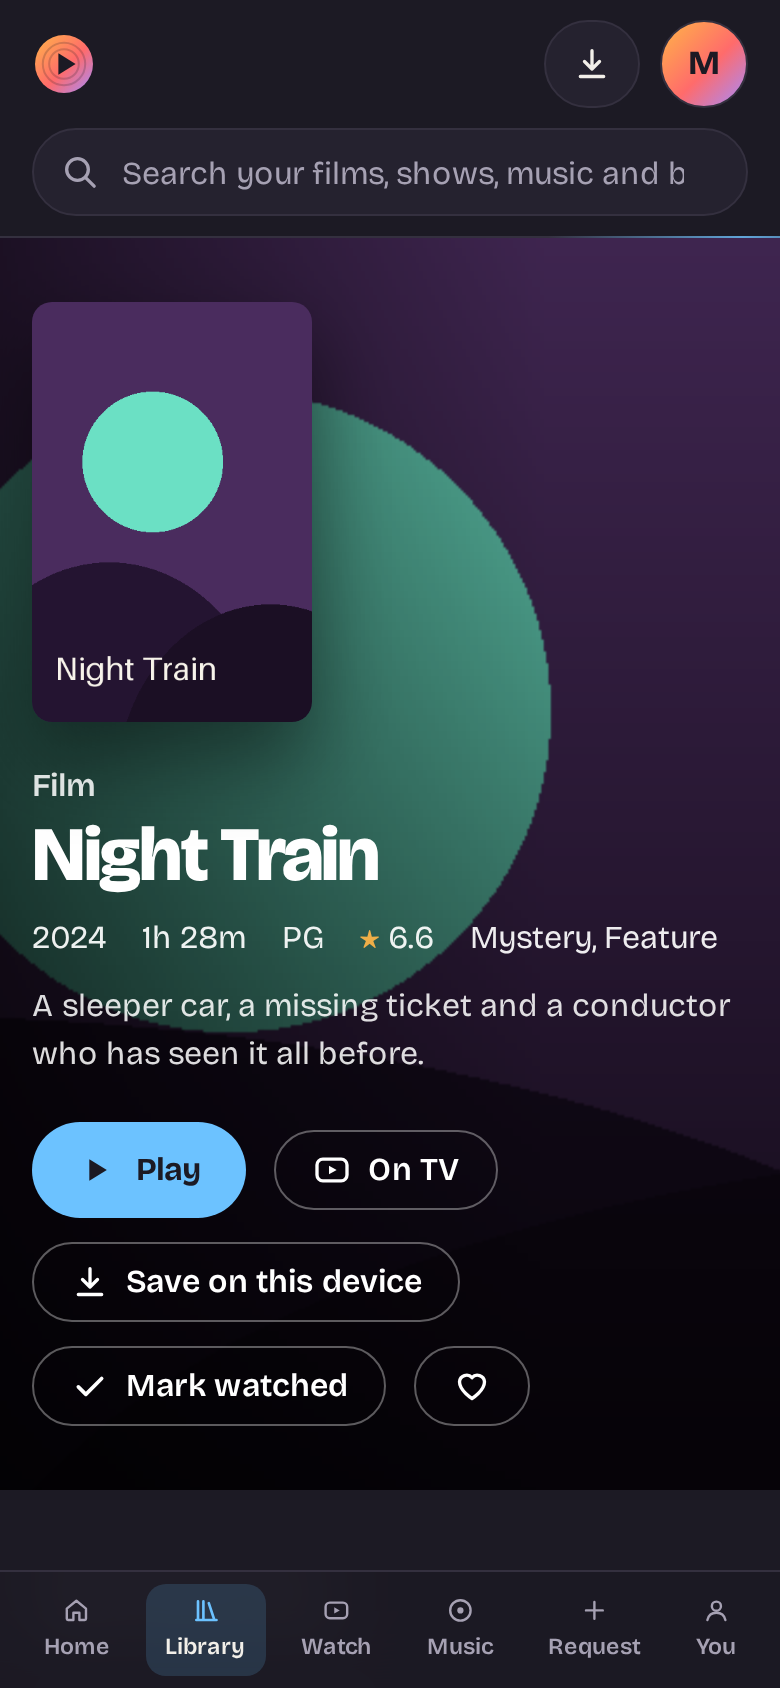 M
Search your films, shows, music and b
Night Train
Film
Night Train
2024 1h 28m PG ★ 6.6 Mystery, Feature
A sleeper car, a missing ticket and a conductor
who has seen it all before.
Play On TV
Save on this device
Mark watched
Home Library Watch Music Request You